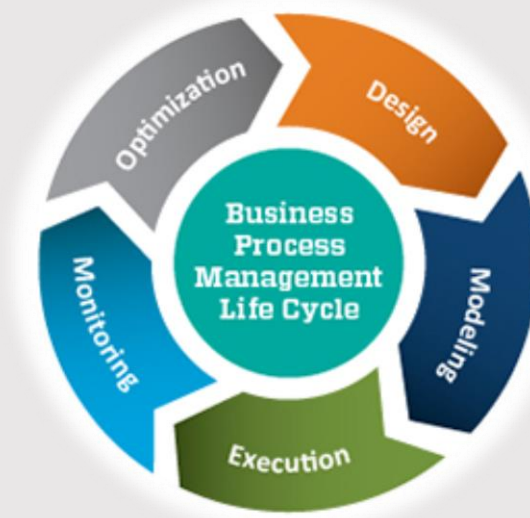 Business
Process
Management
Life Cycle
Design
Modeling
Execution
Monitoring
Optimization